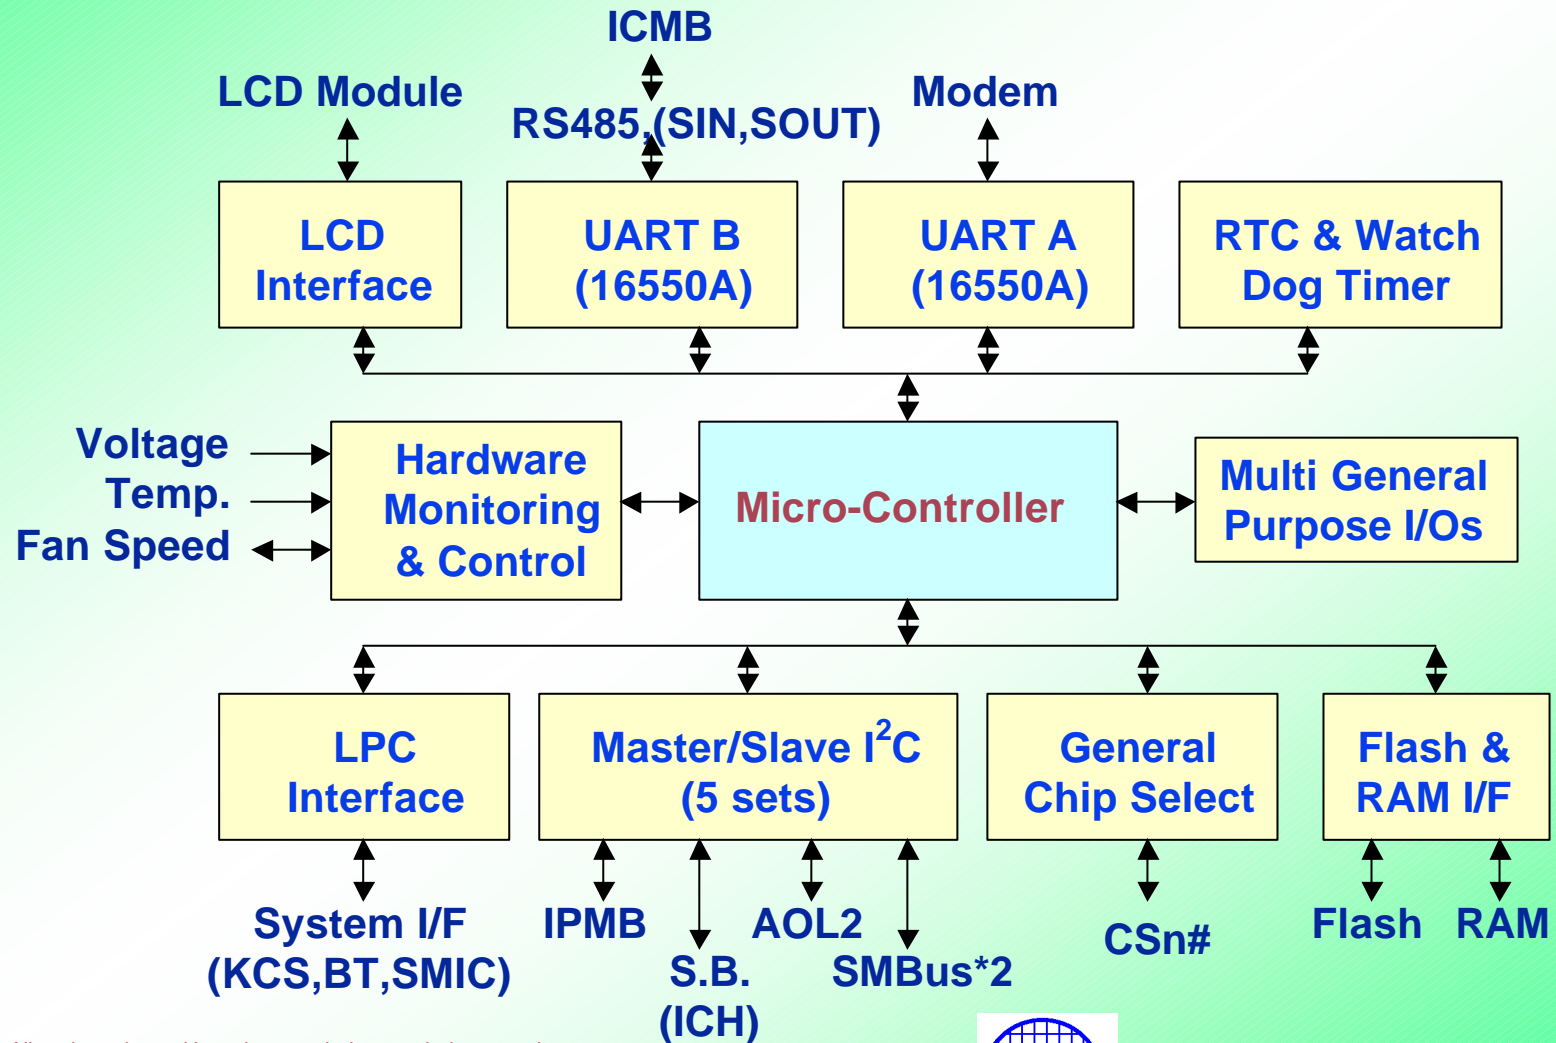 ICMB
LCD Module
Modem
RS485,(SIN,SOUT)
LCD
Interface
UART B
(16550A)
UART A
(16550A)
RTC & Watch
Dog Timer
Voltage
Temp.
Fan Speed
Hardware
Monitoring
& Control
Micro-Controller
Multi General
Purpose I/Os
LPC
Interface
Master/Slave I²C
(5 sets)
General
Chip Select
Flash &
RAM I/F
System I/F
(KCS,BT,SMIC)
IPMB
S.B.
(ICH)
AOL2
SMBus*2
CSn#
Flash
RAM